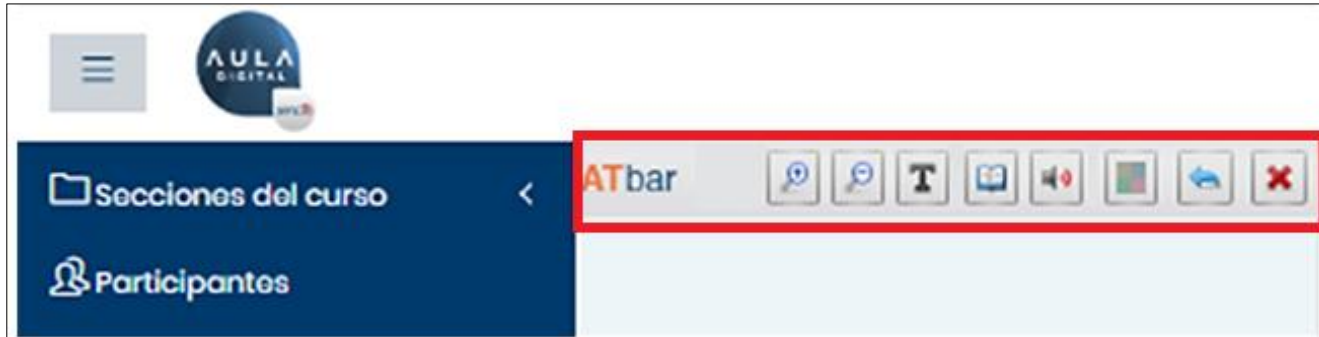 AULA
DIGITAL
Secciones del curso
ATbar
T
Participantes